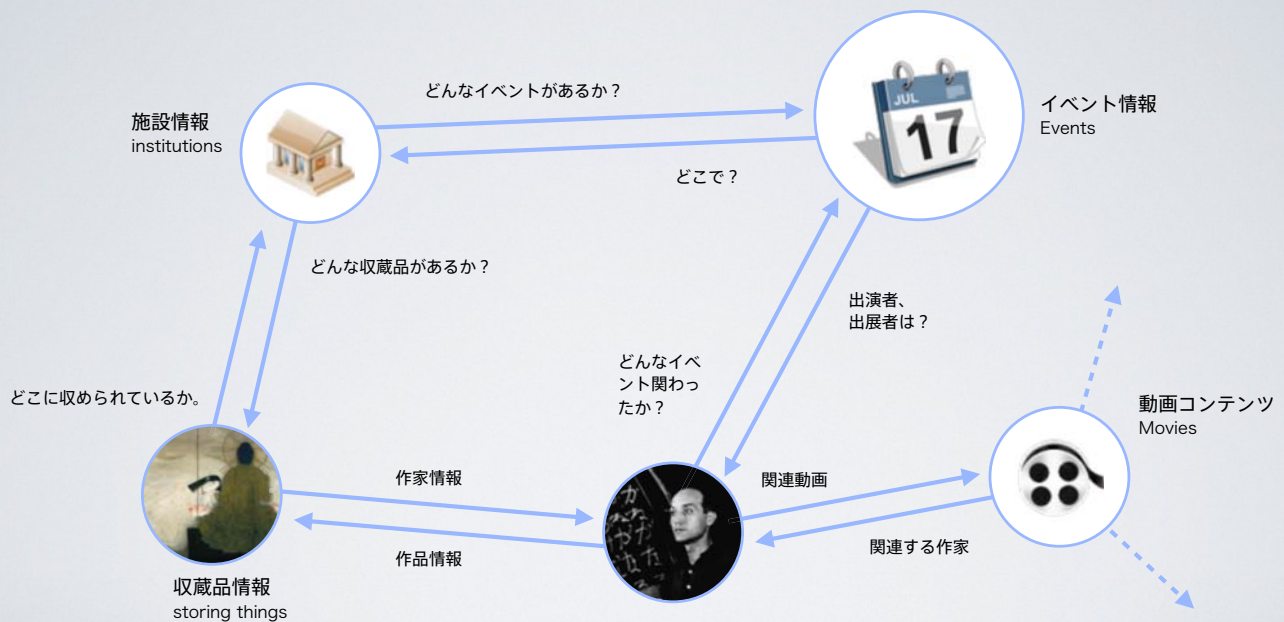 どんなイベントがあるか？
施設情報
institutions
JUL
17
イベント情報
Events
どこで？
どんな収蔵品があるか？
出演者、
出展者は？
どんなイベ
ント関わっ
たか？
どこに収められているか。
動画コンテンツ
Movies
作家情報
関連動画
作品情報
関連する作家
収蔵品情報
storing things